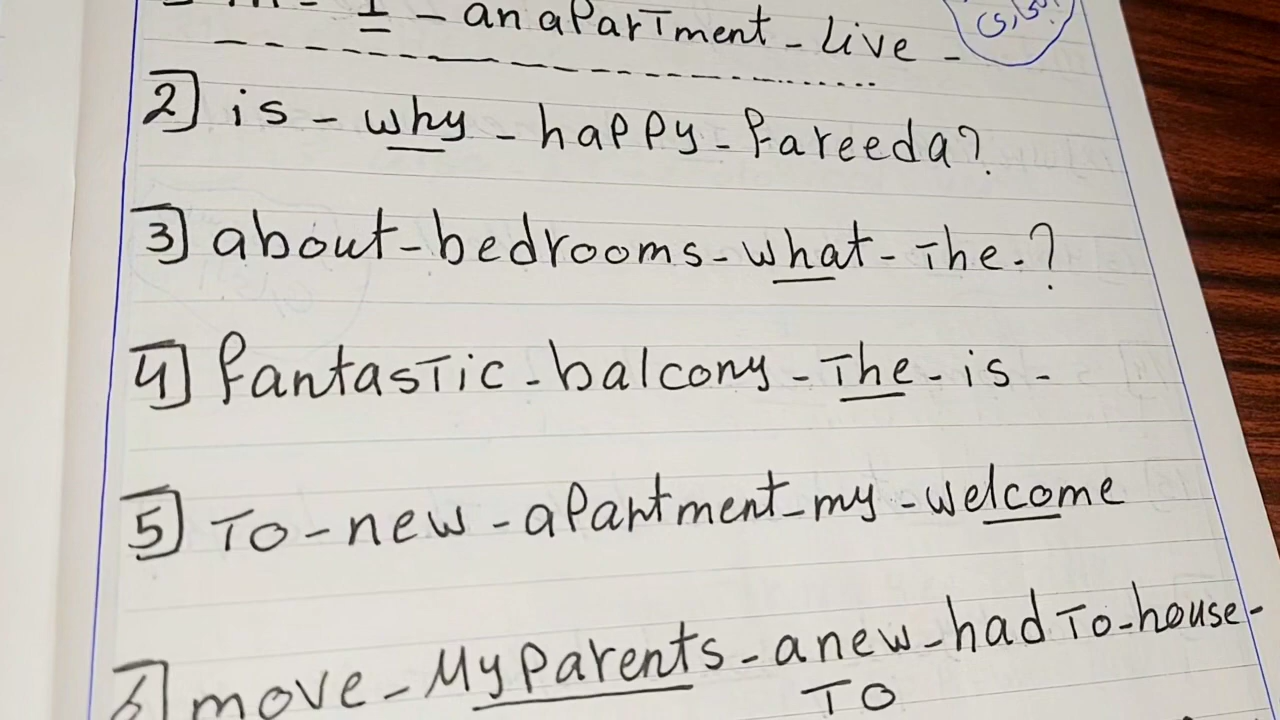 I - an aparTment - live -
2 is - why - happy - fareeda?
3 about - bedrooms - what - The - ?
4 fantasTic - balcony - The - is -
5 To - new - apartment - my - welcome
6 move - My parents - a new - had To - house -
TO